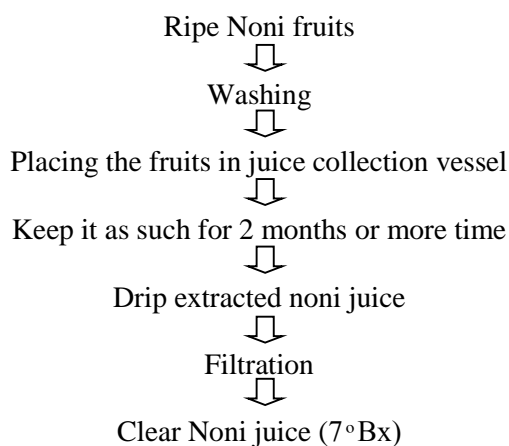 Ripe Noni fruits
Washing
Placing the fruits in juice collection vessel
Keep it as such for 2 months or more time
Drip extracted noni juice
Filtration
Clear Noni juice (7°Bx)